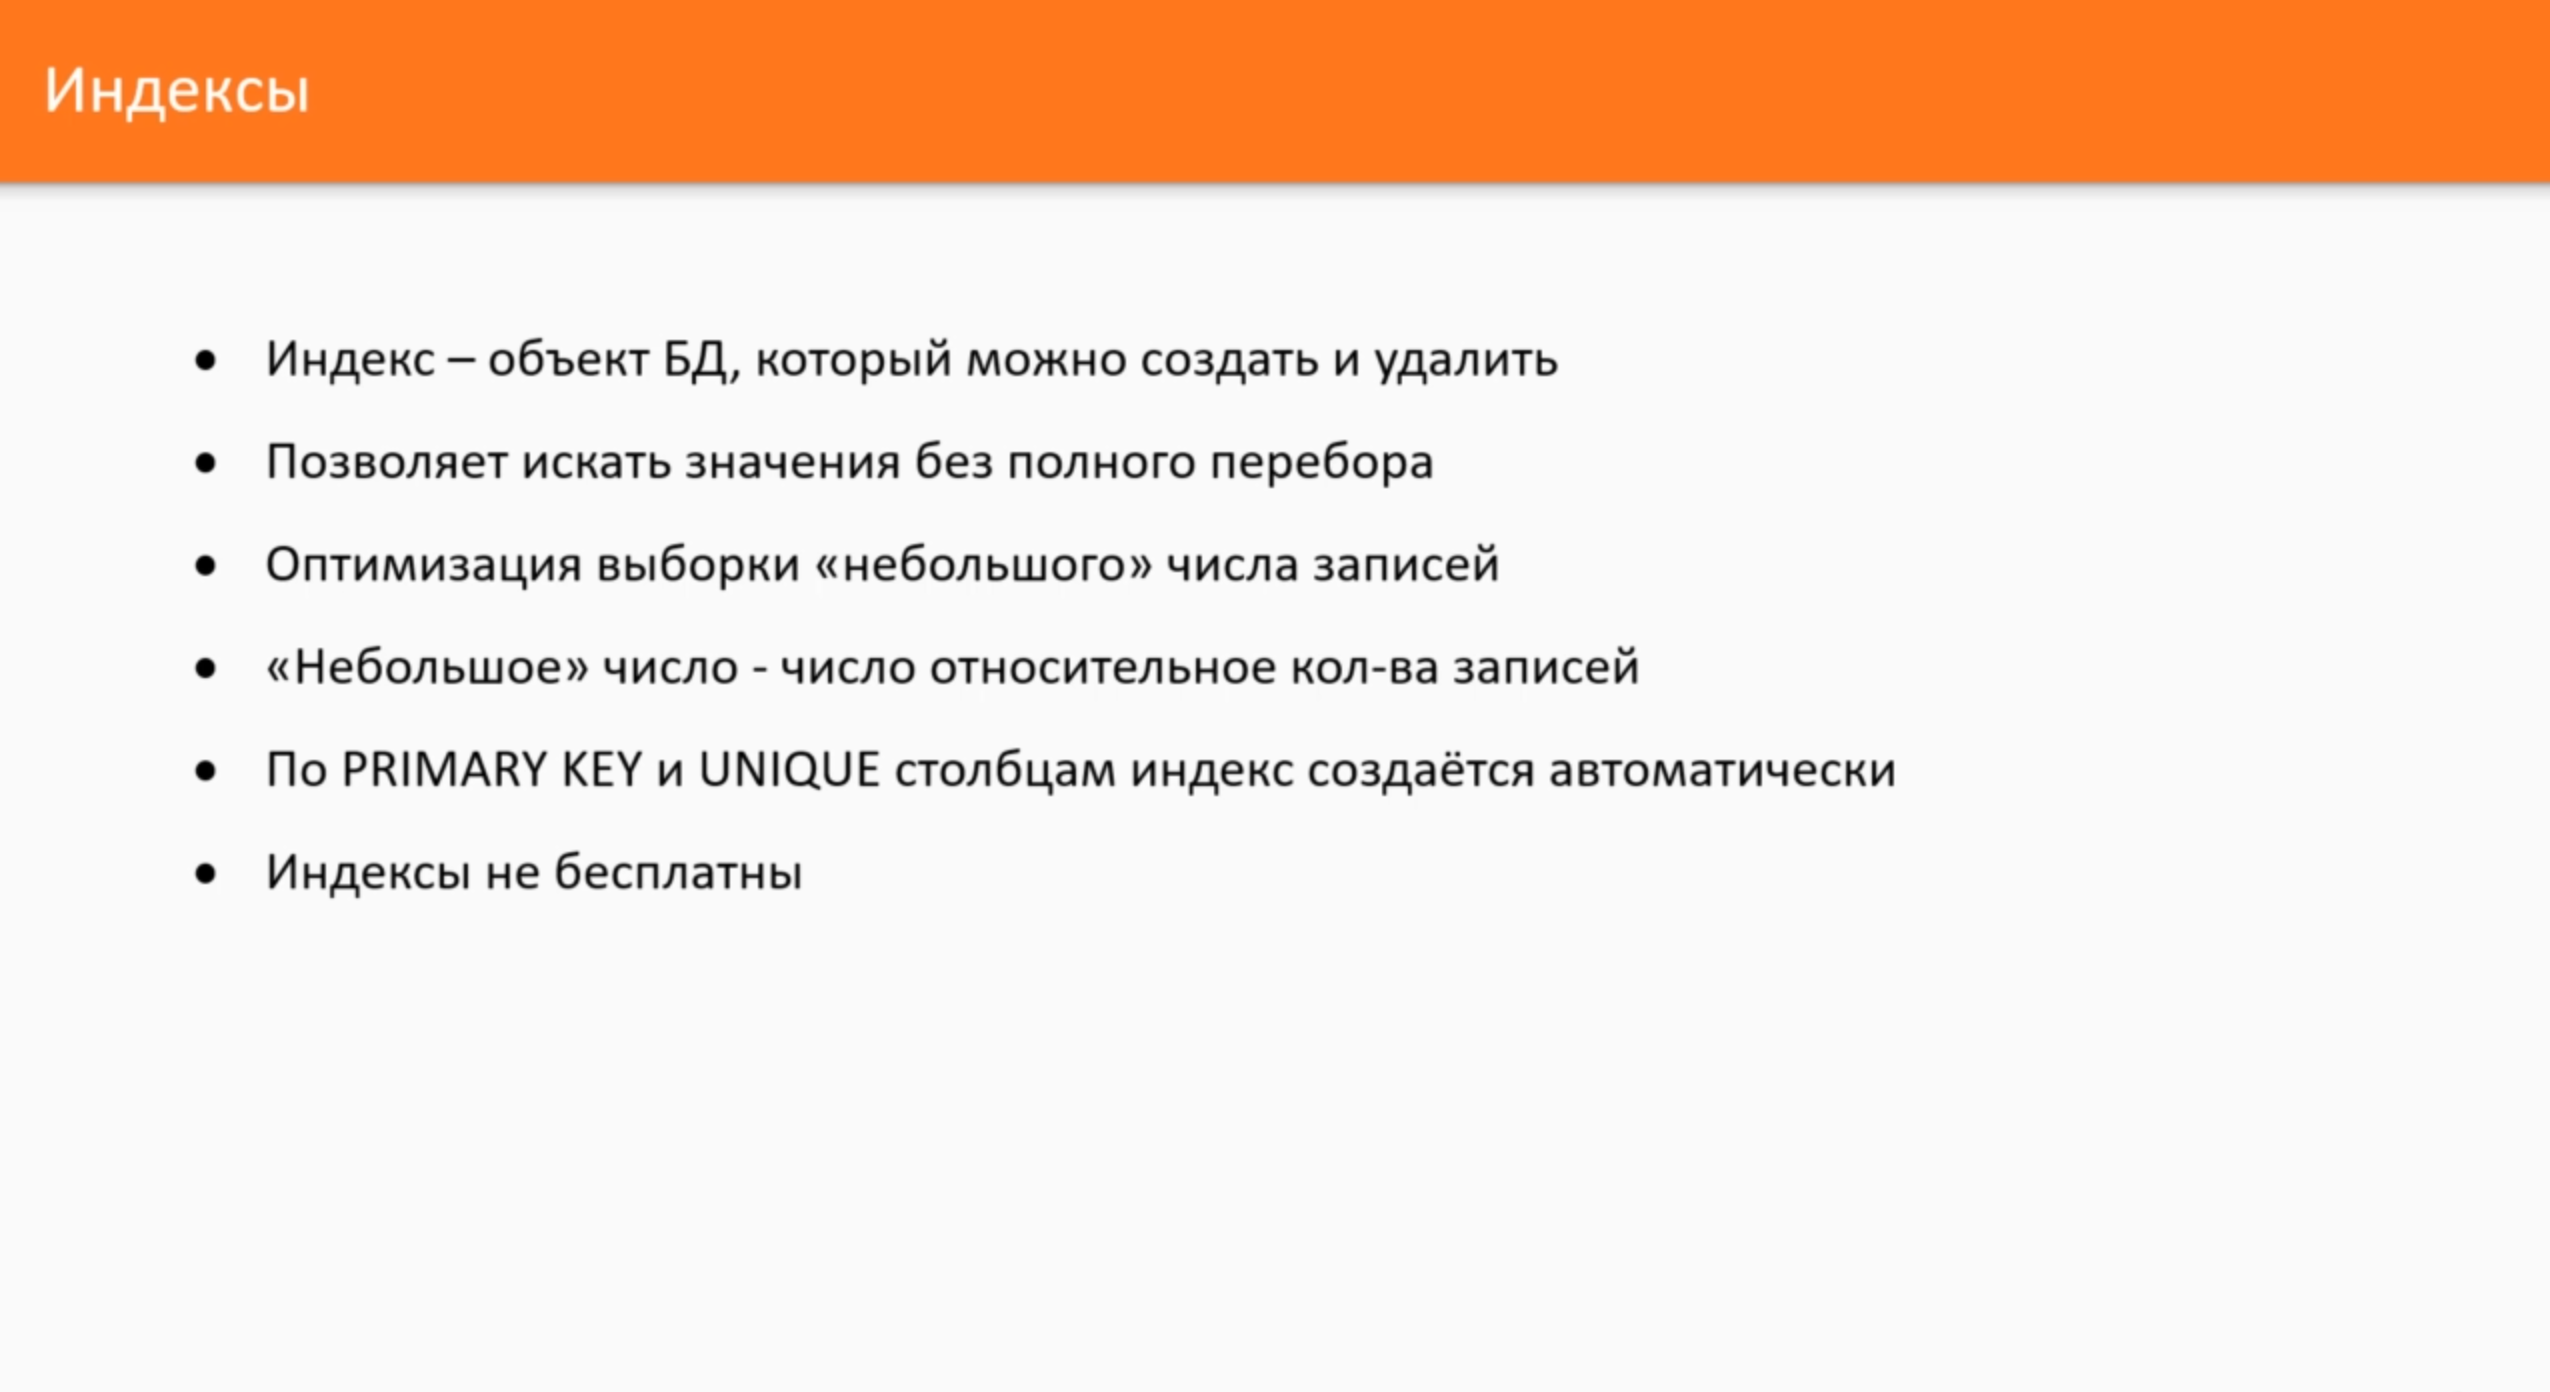 Индексы
● Индекс – объект БД, который можно создать и удалить
● Позволяет искать значения без полного перебора
● Оптимизация выборки «небольшого» числа записей
● «Небольшое» число - число относительное кол-ва записей
● По PRIMARY KEY и UNIQUE столбцам индекс создаётся автоматически
● Индексы не бесплатны